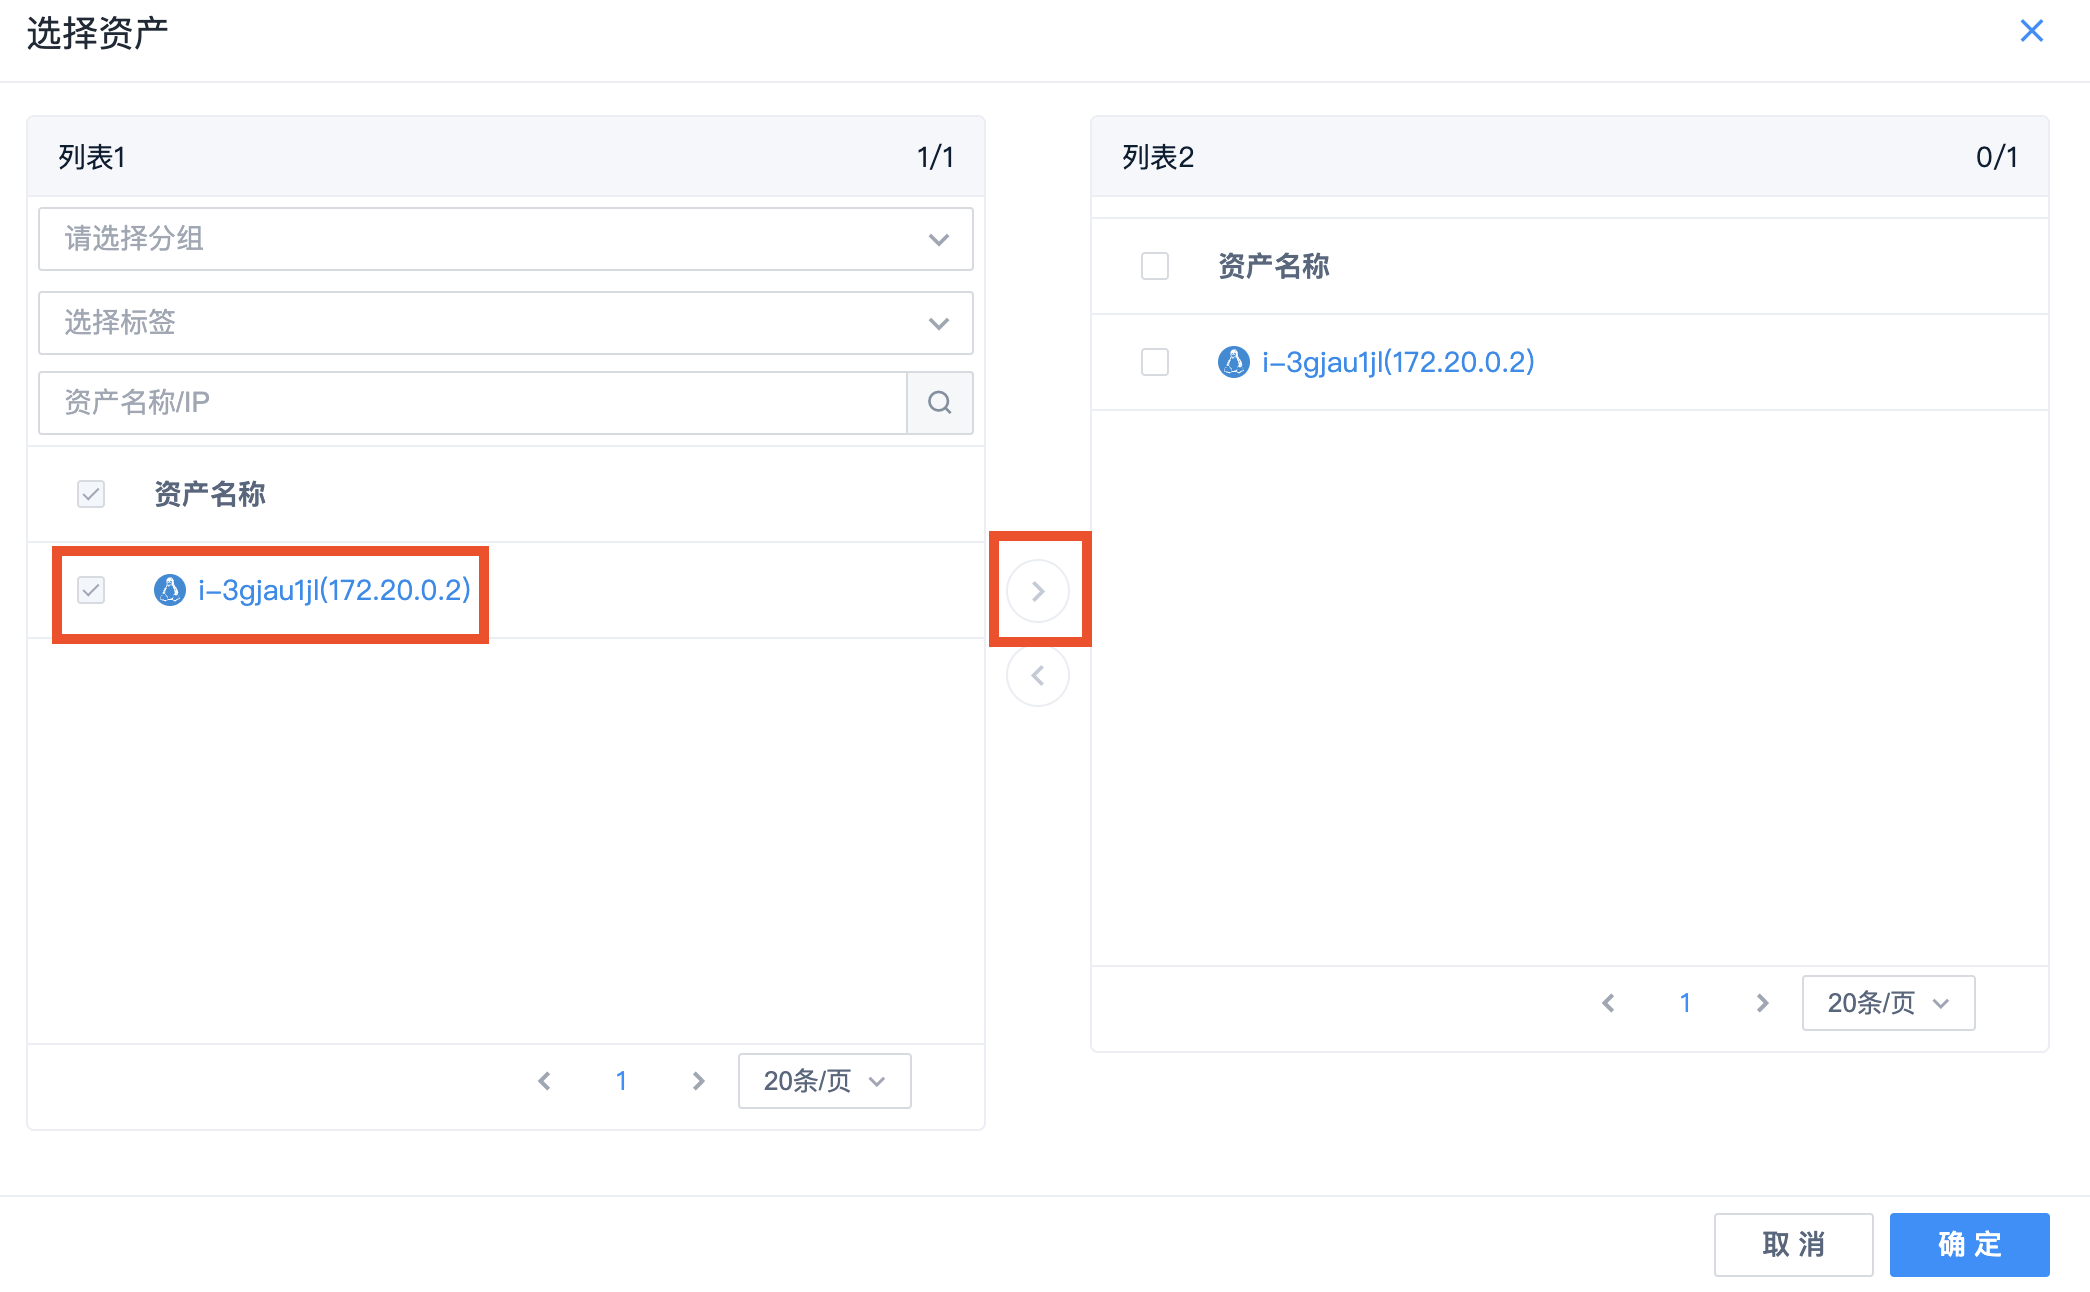 选择资产
列表1 1/1
请选择分组
选择标签
资产名称/IP
资产名称
i-3gjau1jl(172.20.0.2)
1 20条/页
列表2 0/1
资产名称
i-3gjau1jl(172.20.0.2)
1 20条/页
取 消 确 定